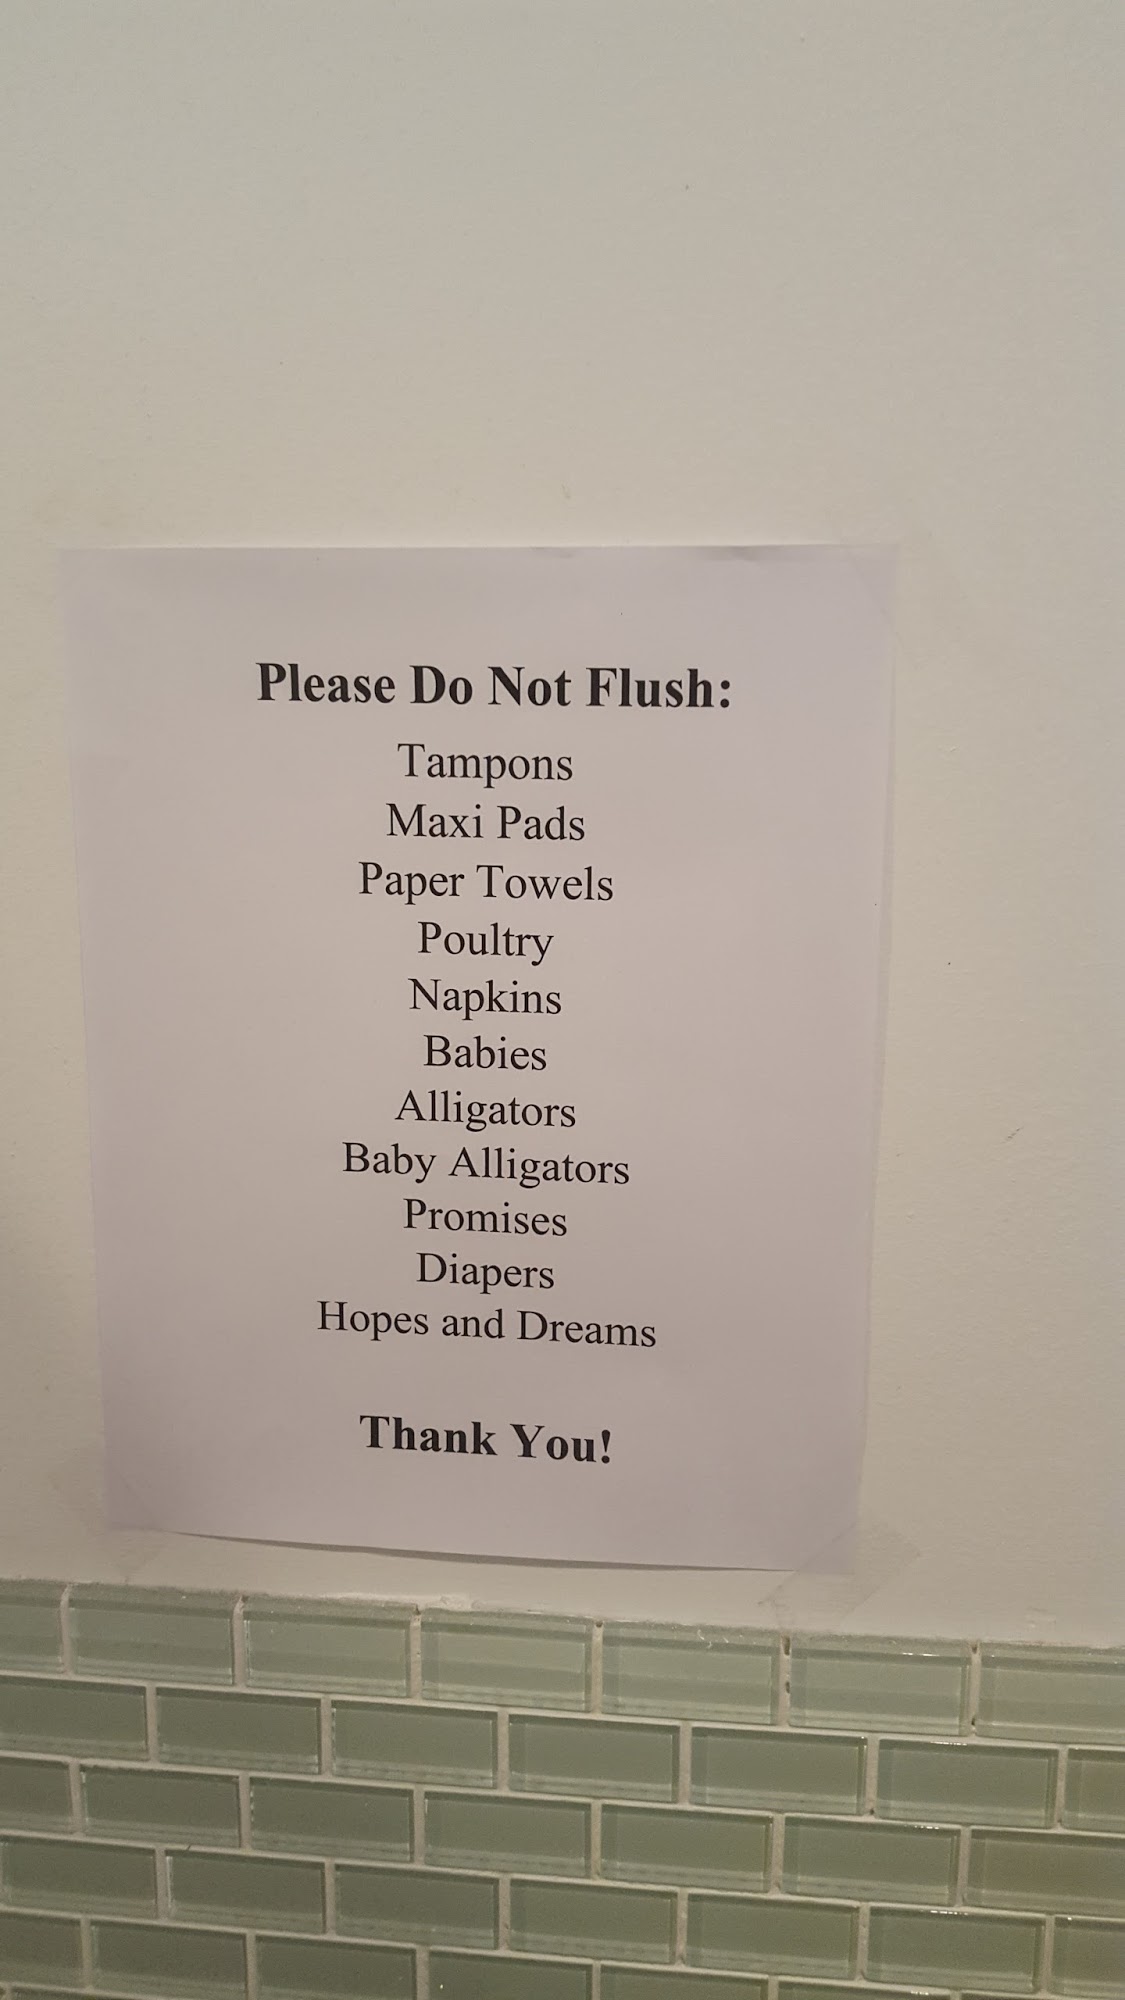 Please Do Not Flush:
Tampons
Maxi Pads
Paper Towels
Poultry
Napkins
Babies
Alligators
Baby Alligators
Promises
Diapers
Hopes and Dreams
Thank You!